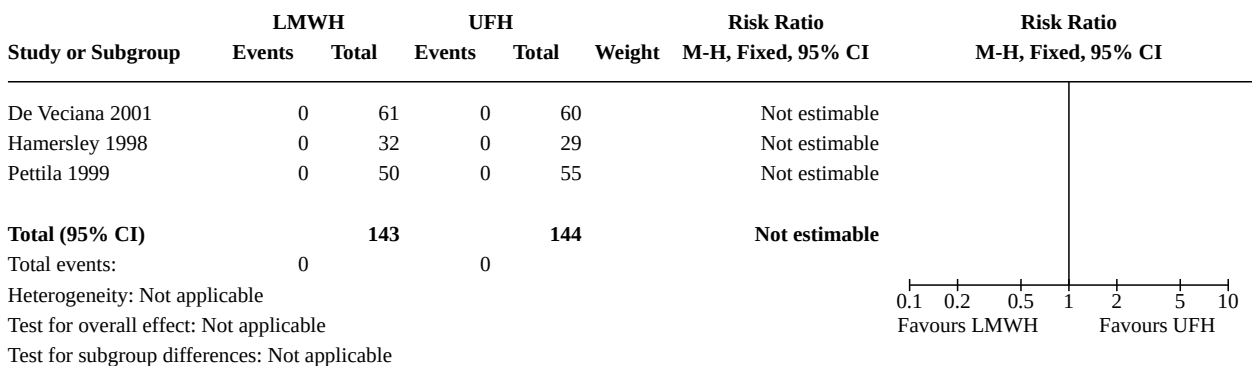 LMWH UFH Risk Ratio Risk Ratio
Study or Subgroup Events Total Events Total Weight M-H, Fixed, 95% CI M-H, Fixed, 95% CI
De Veciana 2001 0 61 0 60 Not estimable
Hamersley 1998 0 32 0 29 Not estimable
Pettila 1999 0 50 0 55 Not estimable
Total (95% CI) 143 144 Not estimable
Total events: 0 0
Heterogeneity: Not applicable
0.1 0.2 0.5 1 2 5 10
Test for overall effect: Not applicable Favours LMWH Favours UFH
Test for subgroup differences: Not applicable